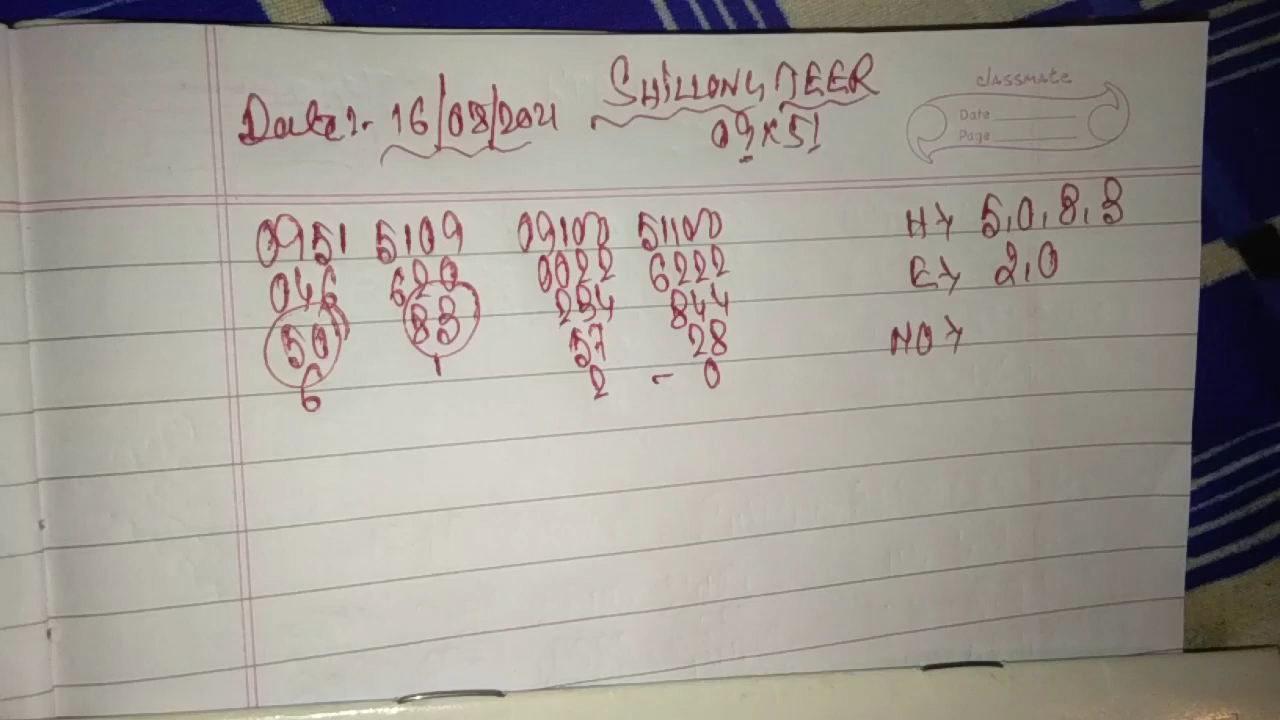 SHILLONG TEER
Date:- 16/08/2021
09x51
classmate
Date
Page
0951 5109 09100 51100
046 620 0022 6222
50 83 254 844
6 1 57 28
2 - 0
H> 5,0,8,3
E> 2,0
NO>